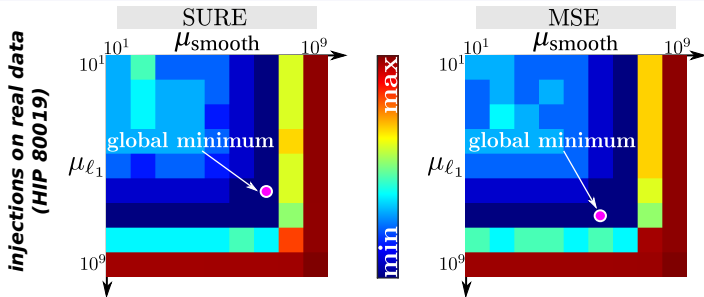 SURE
MSE
10¹ μsmooth 10⁹
10¹ μsmooth 10⁹
10¹
max
10¹
injections on real data
(HIP 80019)
global minimum
global minimum
μℓ₁
μℓ₁
min
10⁹
10⁹